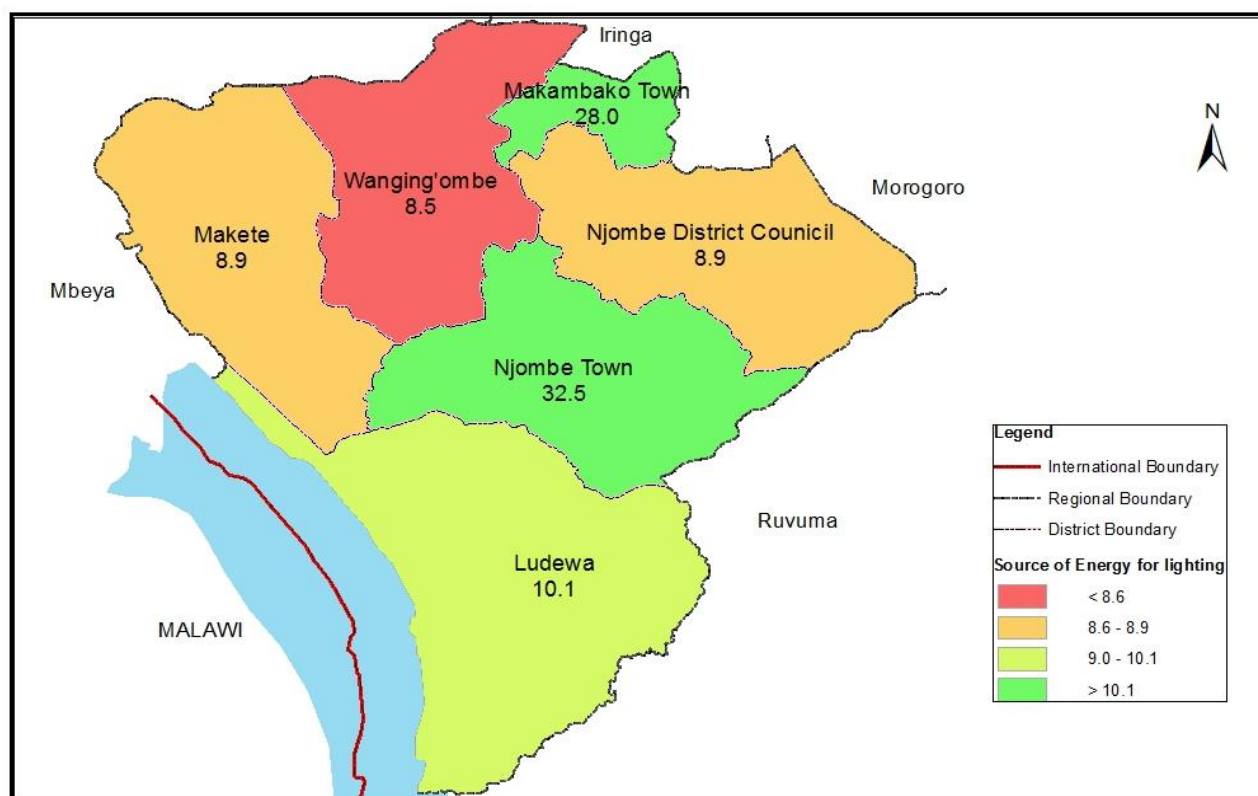 Iringa
Makambako Town
28.0
N
Wanging'ombe
8.5
Morogoro
Makete
8.9
Njombe District Counicil
8.9
Mbeya
Njombe Town
32.5
Legend
International Boundary
Regional Boundary
District Boundary
Source of Energy for lighting
< 8.6
8.6 - 8.9
9.0 - 10.1
> 10.1
Ruvuma
Ludewa
10.1
MALAWI